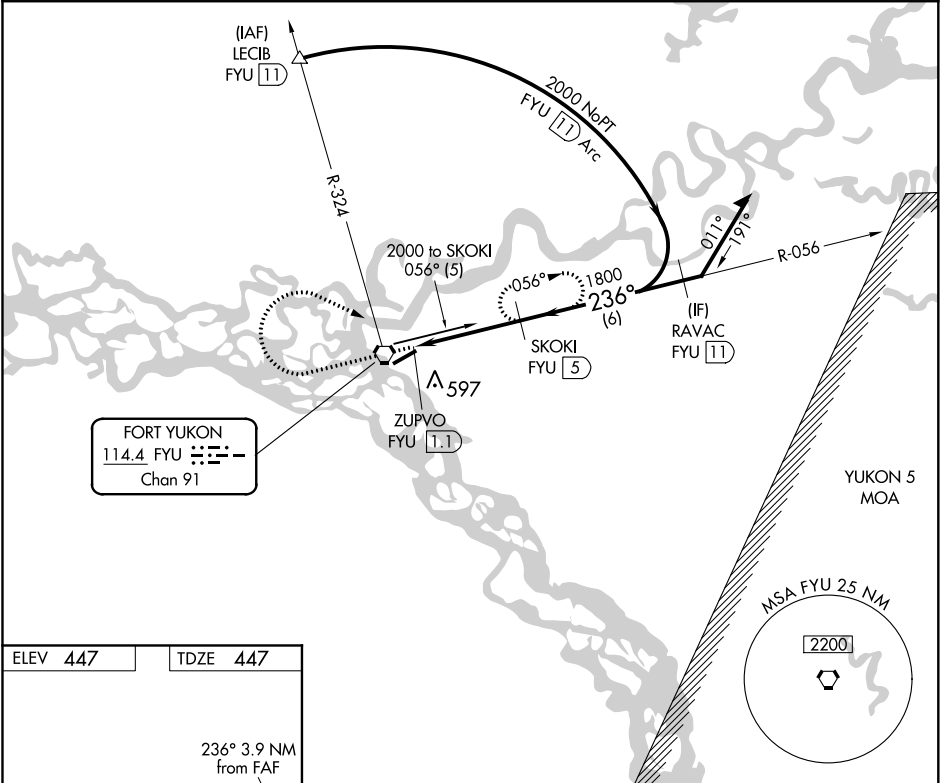 (IAF)
LECIB
FYU 11
2000 NoPT
FYU 11 Arc
R-324
2000 to SKOKI
056° (5)
056°
1800
236°
(6)
011°
191°
R-056
(IF)
RAVAC
FYU 11
SKOKI
FYU 5
597
ZUPVO
FYU 1.1
FORT YUKON
114.4 FYU
Chan 91
YUKON 5
MOA
MSA FYU 25 NM
2200
ELEV 447
TDZE 447
236° 3.9 NM
from FAF